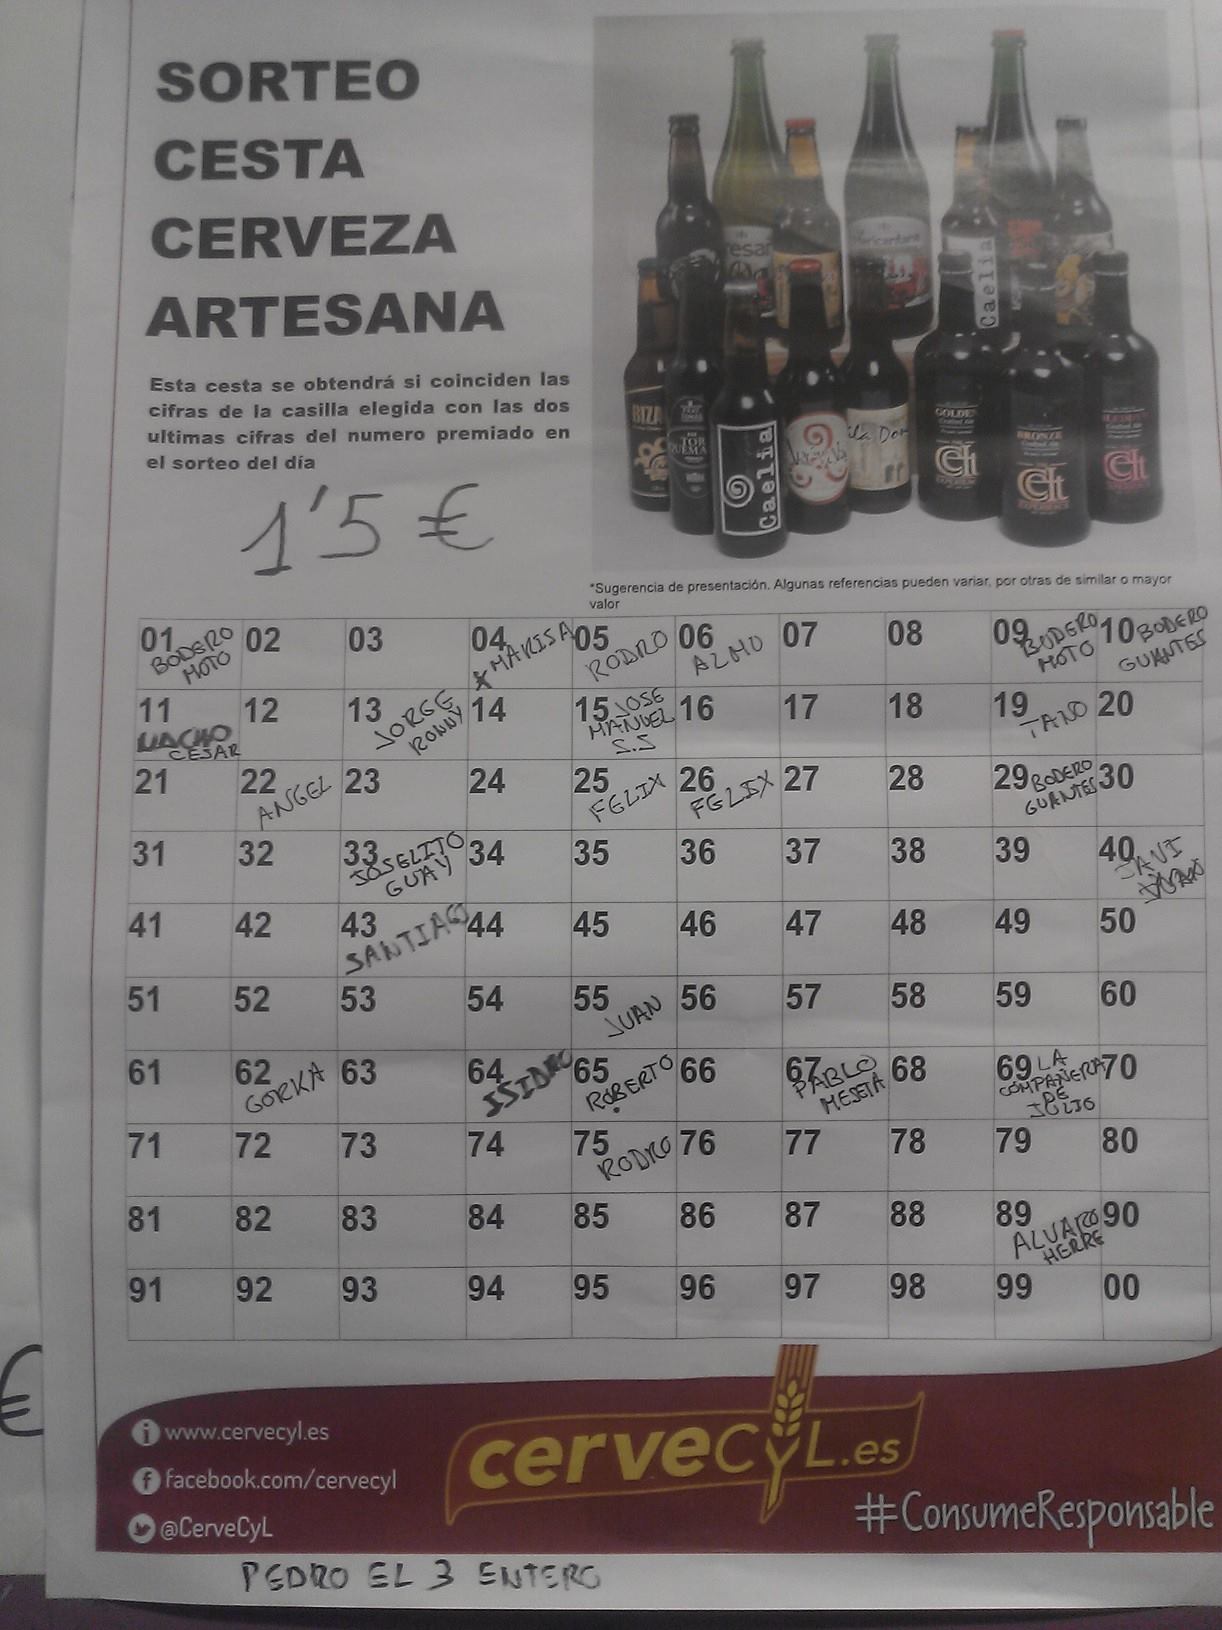 SORTEO
CESTA
CERVEZA
ARTESANA
Esta cesta se obtendrá si coinciden las
cifras de la casilla elegida con las dos
ultimas cifras del numero premiado en
el sorteo del día
1'5 €
Caelia
IBIZA
TOR
QUEMA
Caelia
GOLDEN
BRONZE
*Sugerencia de presentación. Algunas referencias pueden variar, por otras de similar o mayor
valor
01 BODERO MOTO 02 03 04 MARISA 05 RODRO 06 07 08 09 BODERO MOTO 10 BODERO GUANTES
11 NACHO CESAR 12 13 JORGE RONNY 14 15 JOSE MANUEL S.S 16 17 18 19 TANO 20
21 22 ANGEL 23 24 25 FELIX 26 FELIX 27 28 29 BODERO GUANTES 30
31 32 33 JOSELITO GUAY 34 35 36 37 38 39 40 JAVI
41 42 43 SANTIAGO 44 45 46 47 48 49 50
51 52 53 54 55 JUAN 56 57 58 59 60
61 62 GORKA 63 64 ISIDRO 65 ROBERTO 66 67 PABLO MESETA 68 69 LA COMPAÑERA DE JULIO 70
71 72 73 74 75 RODRO 76 77 78 79 80
81 82 83 84 85 86 87 88 89 ALVARO HERRE 90
91 92 93 94 95 96 97 98 99 00
www.cervecyl.es
facebook.com/cervecyl
@CerveCyL
cerveCyL.es
#ConsumeResponsable
PEDRO EL 3 ENTERO
€